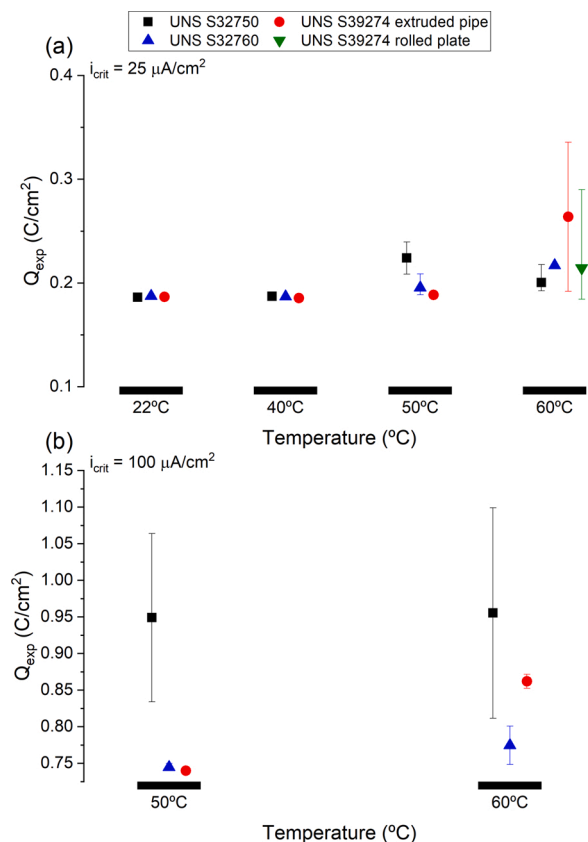 UNS S32750 UNS S39274 extruded pipe
UNS S32760 UNS S39274 rolled plate
(a)
i_crit = 25 μA/cm²
0.4
0.3
0.2
0.1
Q_exp (C/cm²)
22ºC 40ºC 50ºC 60ºC
Temperature (ºC)
(b)
i_crit = 100 μA/cm²
1.15
1.10
1.05
1.00
0.95
0.90
0.85
0.80
0.75
Q_exp (C/cm²)
50ºC 60ºC
Temperature (ºC)